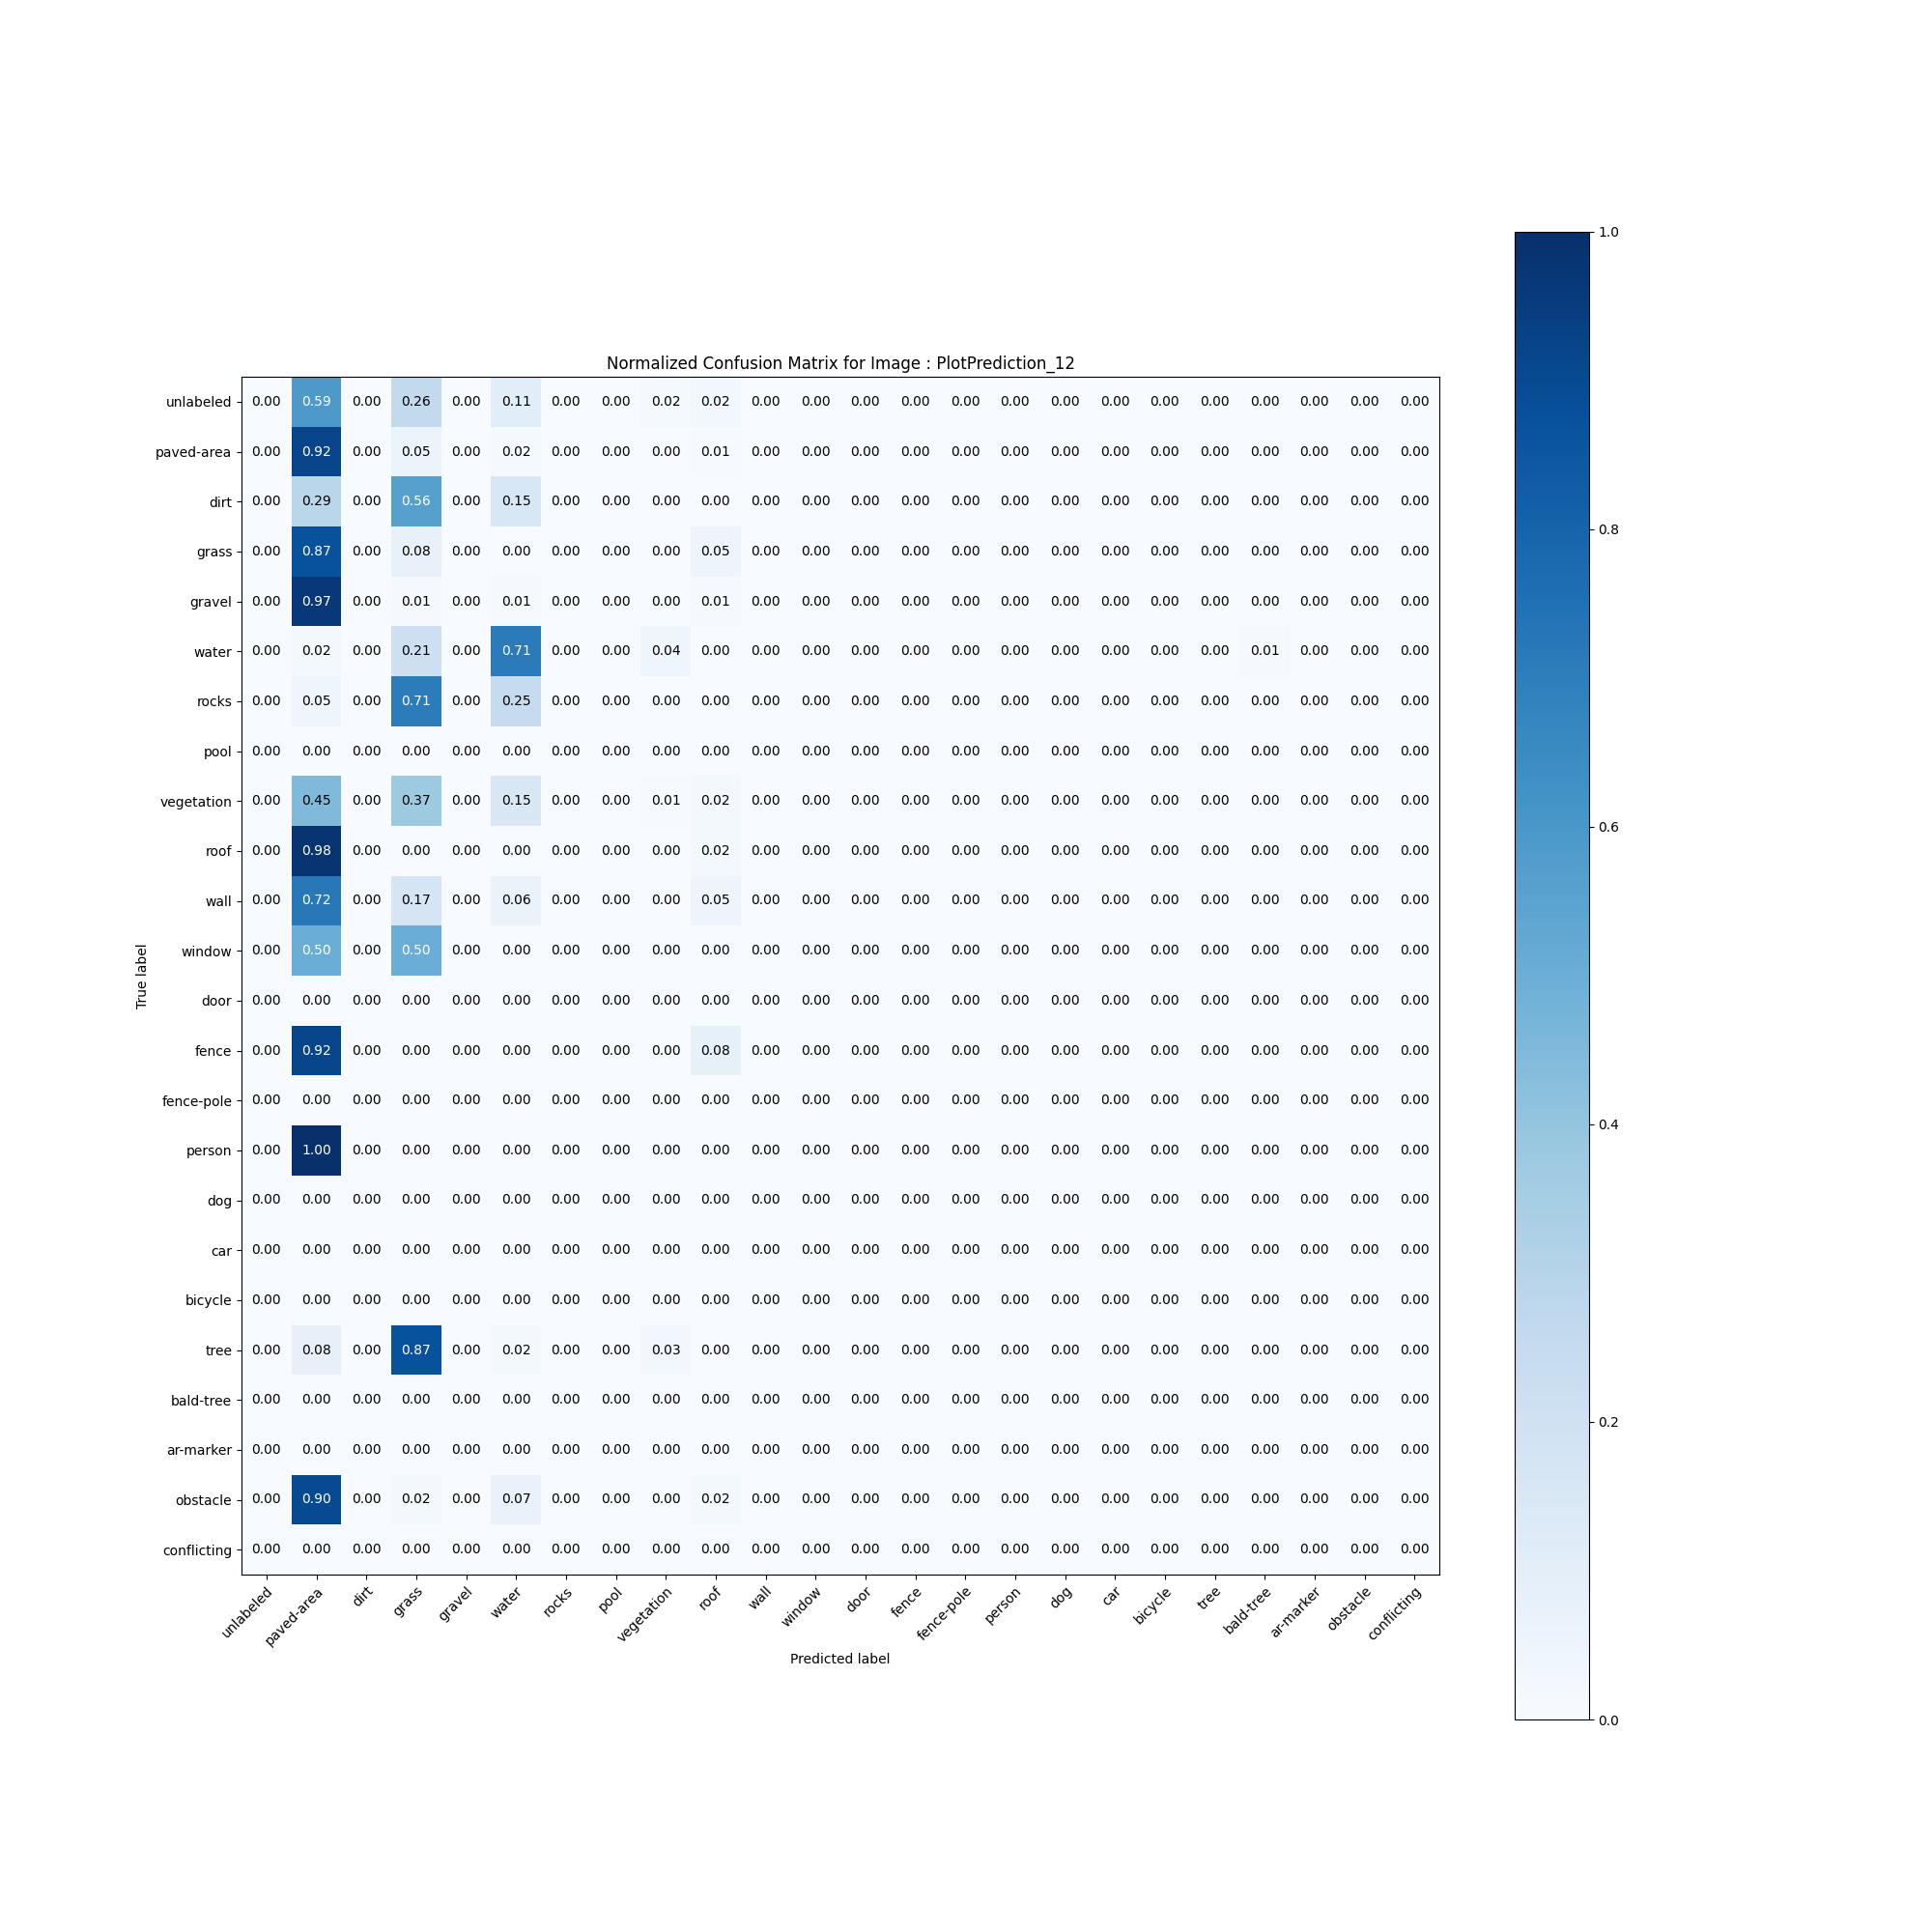 Normalized Confusion Matrix for Image : PlotPrediction_12
1.0
unlabeled 0.00 0.59 0.00 0.26 0.00 0.11 0.00 0.00 0.02 0.02 0.00 0.00 0.00 0.00 0.00 0.00 0.00 0.00 0.00 0.00 0.00 0.00 0.00 0.00
paved-area 0.00 0.92 0.00 0.05 0.00 0.02 0.00 0.00 0.00 0.01 0.00 0.00 0.00 0.00 0.00 0.00 0.00 0.00 0.00 0.00 0.00 0.00 0.00 0.00
dirt 0.00 0.29 0.00 0.56 0.00 0.15 0.00 0.00 0.00 0.00 0.00 0.00 0.00 0.00 0.00 0.00 0.00 0.00 0.00 0.00 0.00 0.00 0.00 0.00
0.8
grass 0.00 0.87 0.00 0.08 0.00 0.00 0.00 0.00 0.00 0.05 0.00 0.00 0.00 0.00 0.00 0.00 0.00 0.00 0.00 0.00 0.00 0.00 0.00 0.00
gravel 0.00 0.97 0.00 0.01 0.00 0.01 0.00 0.00 0.00 0.01 0.00 0.00 0.00 0.00 0.00 0.00 0.00 0.00 0.00 0.00 0.00 0.00 0.00 0.00
water 0.00 0.02 0.00 0.21 0.00 0.71 0.00 0.00 0.04 0.00 0.00 0.00 0.00 0.00 0.00 0.00 0.00 0.00 0.00 0.00 0.01 0.00 0.00 0.00
rocks 0.00 0.05 0.00 0.71 0.00 0.25 0.00 0.00 0.00 0.00 0.00 0.00 0.00 0.00 0.00 0.00 0.00 0.00 0.00 0.00 0.00 0.00 0.00 0.00
pool 0.00 0.00 0.00 0.00 0.00 0.00 0.00 0.00 0.00 0.00 0.00 0.00 0.00 0.00 0.00 0.00 0.00 0.00 0.00 0.00 0.00 0.00 0.00 0.00
vegetation 0.00 0.45 0.00 0.37 0.00 0.15 0.00 0.00 0.01 0.02 0.00 0.00 0.00 0.00 0.00 0.00 0.00 0.00 0.00 0.00 0.00 0.00 0.00 0.00
0.6
roof 0.00 0.98 0.00 0.00 0.00 0.00 0.00 0.00 0.00 0.02 0.00 0.00 0.00 0.00 0.00 0.00 0.00 0.00 0.00 0.00 0.00 0.00 0.00 0.00
wall 0.00 0.72 0.00 0.17 0.00 0.06 0.00 0.00 0.00 0.05 0.00 0.00 0.00 0.00 0.00 0.00 0.00 0.00 0.00 0.00 0.00 0.00 0.00 0.00
window 0.00 0.50 0.00 0.50 0.00 0.00 0.00 0.00 0.00 0.00 0.00 0.00 0.00 0.00 0.00 0.00 0.00 0.00 0.00 0.00 0.00 0.00 0.00 0.00
True label
door 0.00 0.00 0.00 0.00 0.00 0.00 0.00 0.00 0.00 0.00 0.00 0.00 0.00 0.00 0.00 0.00 0.00 0.00 0.00 0.00 0.00 0.00 0.00 0.00
fence 0.00 0.92 0.00 0.00 0.00 0.00 0.00 0.00 0.00 0.08 0.00 0.00 0.00 0.00 0.00 0.00 0.00 0.00 0.00 0.00 0.00 0.00 0.00 0.00
fence-pole 0.00 0.00 0.00 0.00 0.00 0.00 0.00 0.00 0.00 0.00 0.00 0.00 0.00 0.00 0.00 0.00 0.00 0.00 0.00 0.00 0.00 0.00 0.00 0.00
0.4
person 0.00 1.00 0.00 0.00 0.00 0.00 0.00 0.00 0.00 0.00 0.00 0.00 0.00 0.00 0.00 0.00 0.00 0.00 0.00 0.00 0.00 0.00 0.00 0.00
dog 0.00 0.00 0.00 0.00 0.00 0.00 0.00 0.00 0.00 0.00 0.00 0.00 0.00 0.00 0.00 0.00 0.00 0.00 0.00 0.00 0.00 0.00 0.00 0.00
car 0.00 0.00 0.00 0.00 0.00 0.00 0.00 0.00 0.00 0.00 0.00 0.00 0.00 0.00 0.00 0.00 0.00 0.00 0.00 0.00 0.00 0.00 0.00 0.00
bicycle 0.00 0.00 0.00 0.00 0.00 0.00 0.00 0.00 0.00 0.00 0.00 0.00 0.00 0.00 0.00 0.00 0.00 0.00 0.00 0.00 0.00 0.00 0.00 0.00
tree 0.00 0.08 0.00 0.87 0.00 0.02 0.00 0.00 0.03 0.00 0.00 0.00 0.00 0.00 0.00 0.00 0.00 0.00 0.00 0.00 0.00 0.00 0.00 0.00
bald-tree 0.00 0.00 0.00 0.00 0.00 0.00 0.00 0.00 0.00 0.00 0.00 0.00 0.00 0.00 0.00 0.00 0.00 0.00 0.00 0.00 0.00 0.00 0.00 0.00
0.2
ar-marker 0.00 0.00 0.00 0.00 0.00 0.00 0.00 0.00 0.00 0.00 0.00 0.00 0.00 0.00 0.00 0.00 0.00 0.00 0.00 0.00 0.00 0.00 0.00 0.00
obstacle 0.00 0.90 0.00 0.02 0.00 0.07 0.00 0.00 0.00 0.02 0.00 0.00 0.00 0.00 0.00 0.00 0.00 0.00 0.00 0.00 0.00 0.00 0.00 0.00
conflicting 0.00 0.00 0.00 0.00 0.00 0.00 0.00 0.00 0.00 0.00 0.00 0.00 0.00 0.00 0.00 0.00 0.00 0.00 0.00 0.00 0.00 0.00 0.00 0.00
unlabeled paved-area dirt grass gravel water rocks pool vegetation roof wall window door fence fence-pole person dog car bicycle tree bald-tree ar-marker obstacle conflicting
Predicted label
0.0